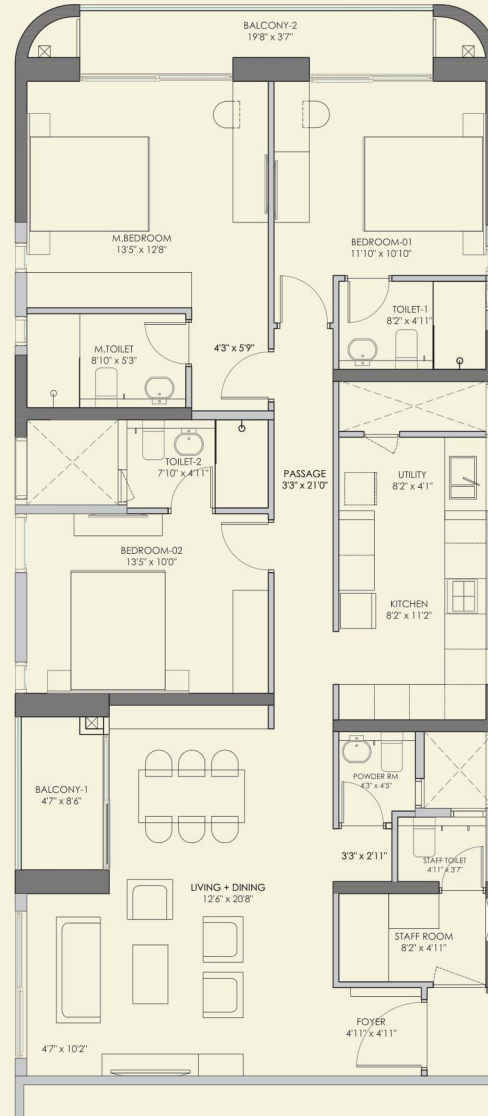 BALCONY-2
19'8" x 3'7"
M.BEDROOM
13'5" x 12'8"
BEDROOM-01
11'10" x 10'10"
TOILET-1
8'2" x 4'11"
M.TOILET
8'10" x 5'3"
4'3" x 5'9"
TOILET-2
7'10" x 4'11"
PASSAGE
3'3" x 21'0"
UTILITY
8'2" x 4'1"
BEDROOM-02
13'5" x 10'0"
KITCHEN
8'2" x 11'2"
BALCONY-1
4'7" x 8'6"
POWDER RM
4'3" x 4'5"
3'3" x 2'11"
STAFF TOILET
4'11" x 3'7"
LIVING + DINING
12'6" x 20'8"
STAFF ROOM
8'2" x 4'11"
FOYER
4'11" x 4'11"
4'7" x 10'2"